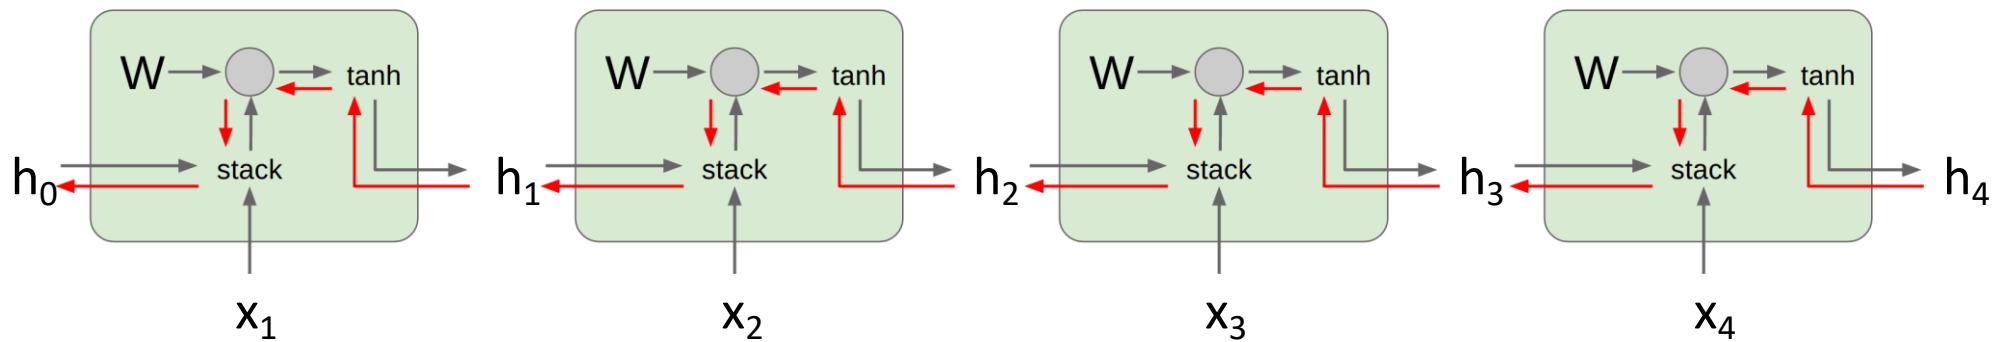 W tanh W tanh W tanh W tanh
h₀ stack h₁ stack h₂ stack h₃ stack h₄
x₁ x₂ x₃ x₄